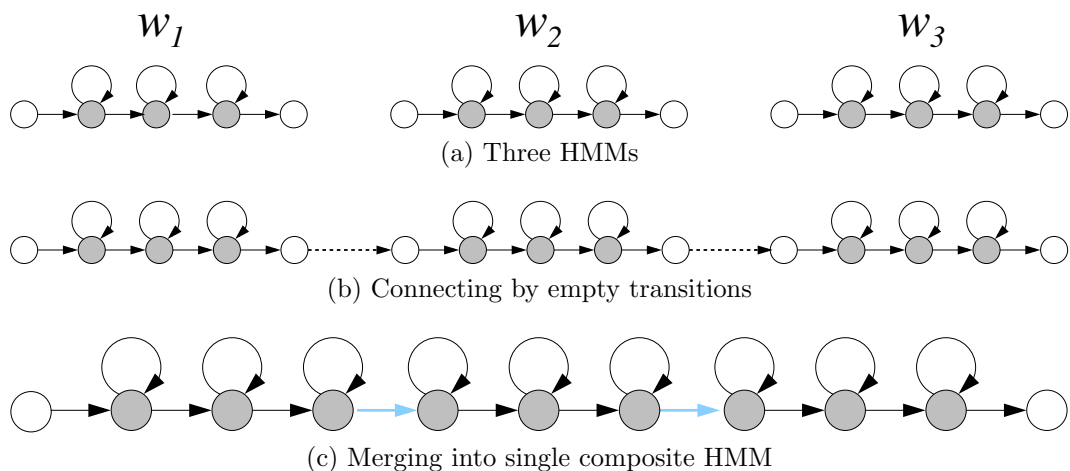 w1 w2 w3
(a) Three HMMs
(b) Connecting by empty transitions
(c) Merging into single composite HMM